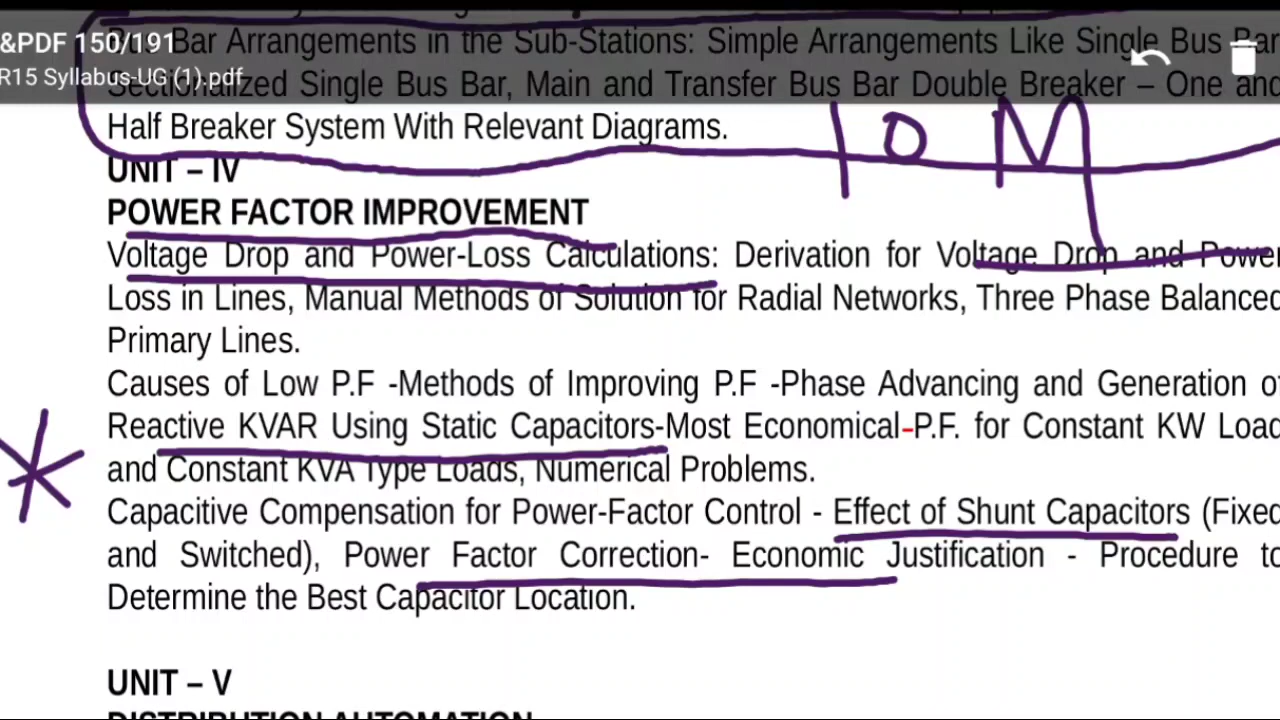 &PDF 150/191
R15 Syllabus-UG (1).pdf
Bar Arrangements in the Sub-Stations: Simple Arrangements Like Single Bus Bar
Sectionalized Single Bus Bar, Main and Transfer Bus Bar Double Breaker – One and
Half Breaker System With Relevant Diagrams.
10 M
UNIT – IV
POWER FACTOR IMPROVEMENT
Voltage Drop and Power-Loss Calculations: Derivation for Voltage Drop and Power
Loss in Lines, Manual Methods of Solution for Radial Networks, Three Phase Balanced
Primary Lines.
Causes of Low P.F -Methods of Improving P.F -Phase Advancing and Generation of
Reactive KVAR Using Static Capacitors-Most Economical-P.F. for Constant KW Load
and Constant KVA Type Loads, Numerical Problems.
Capacitive Compensation for Power-Factor Control - Effect of Shunt Capacitors (Fixed
and Switched), Power Factor Correction- Economic Justification - Procedure to
Determine the Best Capacitor Location.
UNIT – V
DISTRIBUTION AUTOMATION